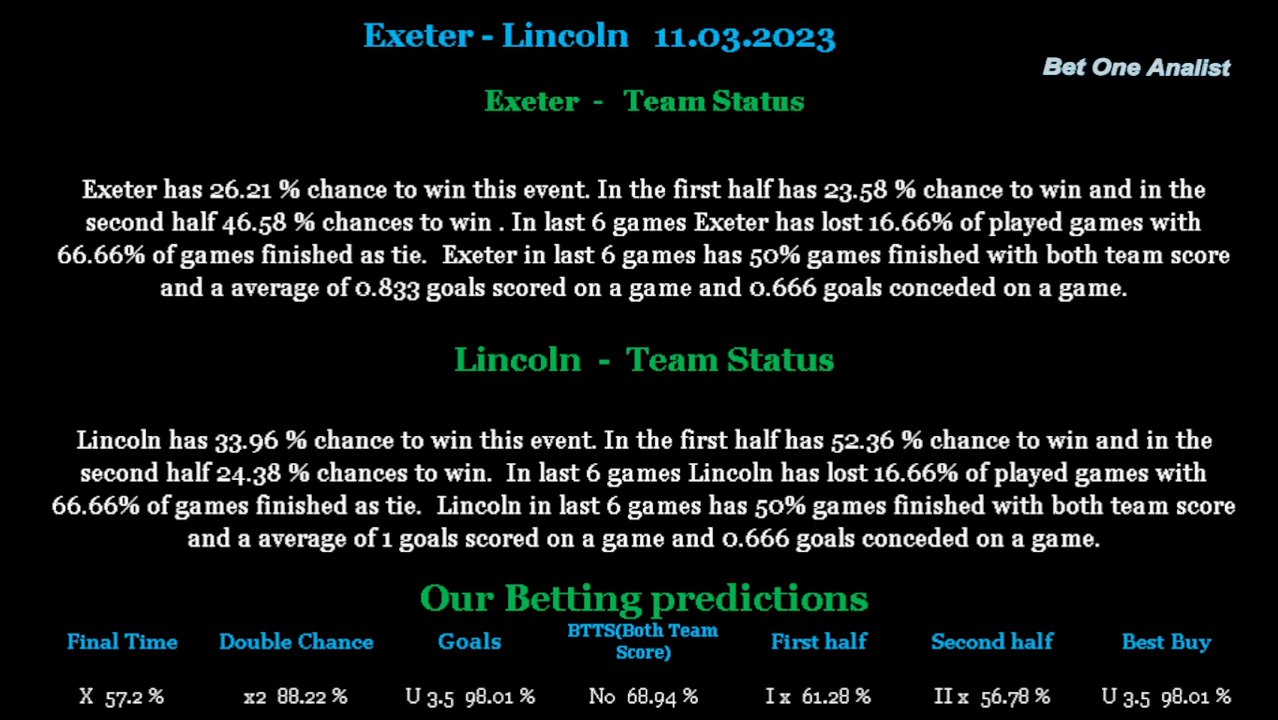 Exeter - Lincoln 11.03.2023
Bet One Analist
Exeter - Team Status
Exeter has 26.21 % chance to win this event. In the first half has 23.58 % chance to win and in the
second half 46.58 % chances to win . In last 6 games Exeter has lost 16.66% of played games with
66.66% of games finished as tie. Exeter in last 6 games has 50% games finished with both team score
and a average of 0.833 goals scored on a game and 0.666 goals conceded on a game.
Lincoln - Team Status
Lincoln has 33.96 % chance to win this event. In the first half has 52.36 % chance to win and in the
second half 24.38 % chances to win. In last 6 games Lincoln has lost 16.66% of played games with
66.66% of games finished as tie. Lincoln in last 6 games has 50% games finished with both team score
and a average of 1 goals scored on a game and 0.666 goals conceded on a game.
Our Betting predictions
Final Time Double Chance Goals BTTS(Both Team
Score) First half Second half Best Buy
X 57.2 % x2 88.22 % U 3.5 98.01 % No 68.94 % I x 61.28 % II x 56.78 % U 3.5 98.01 %